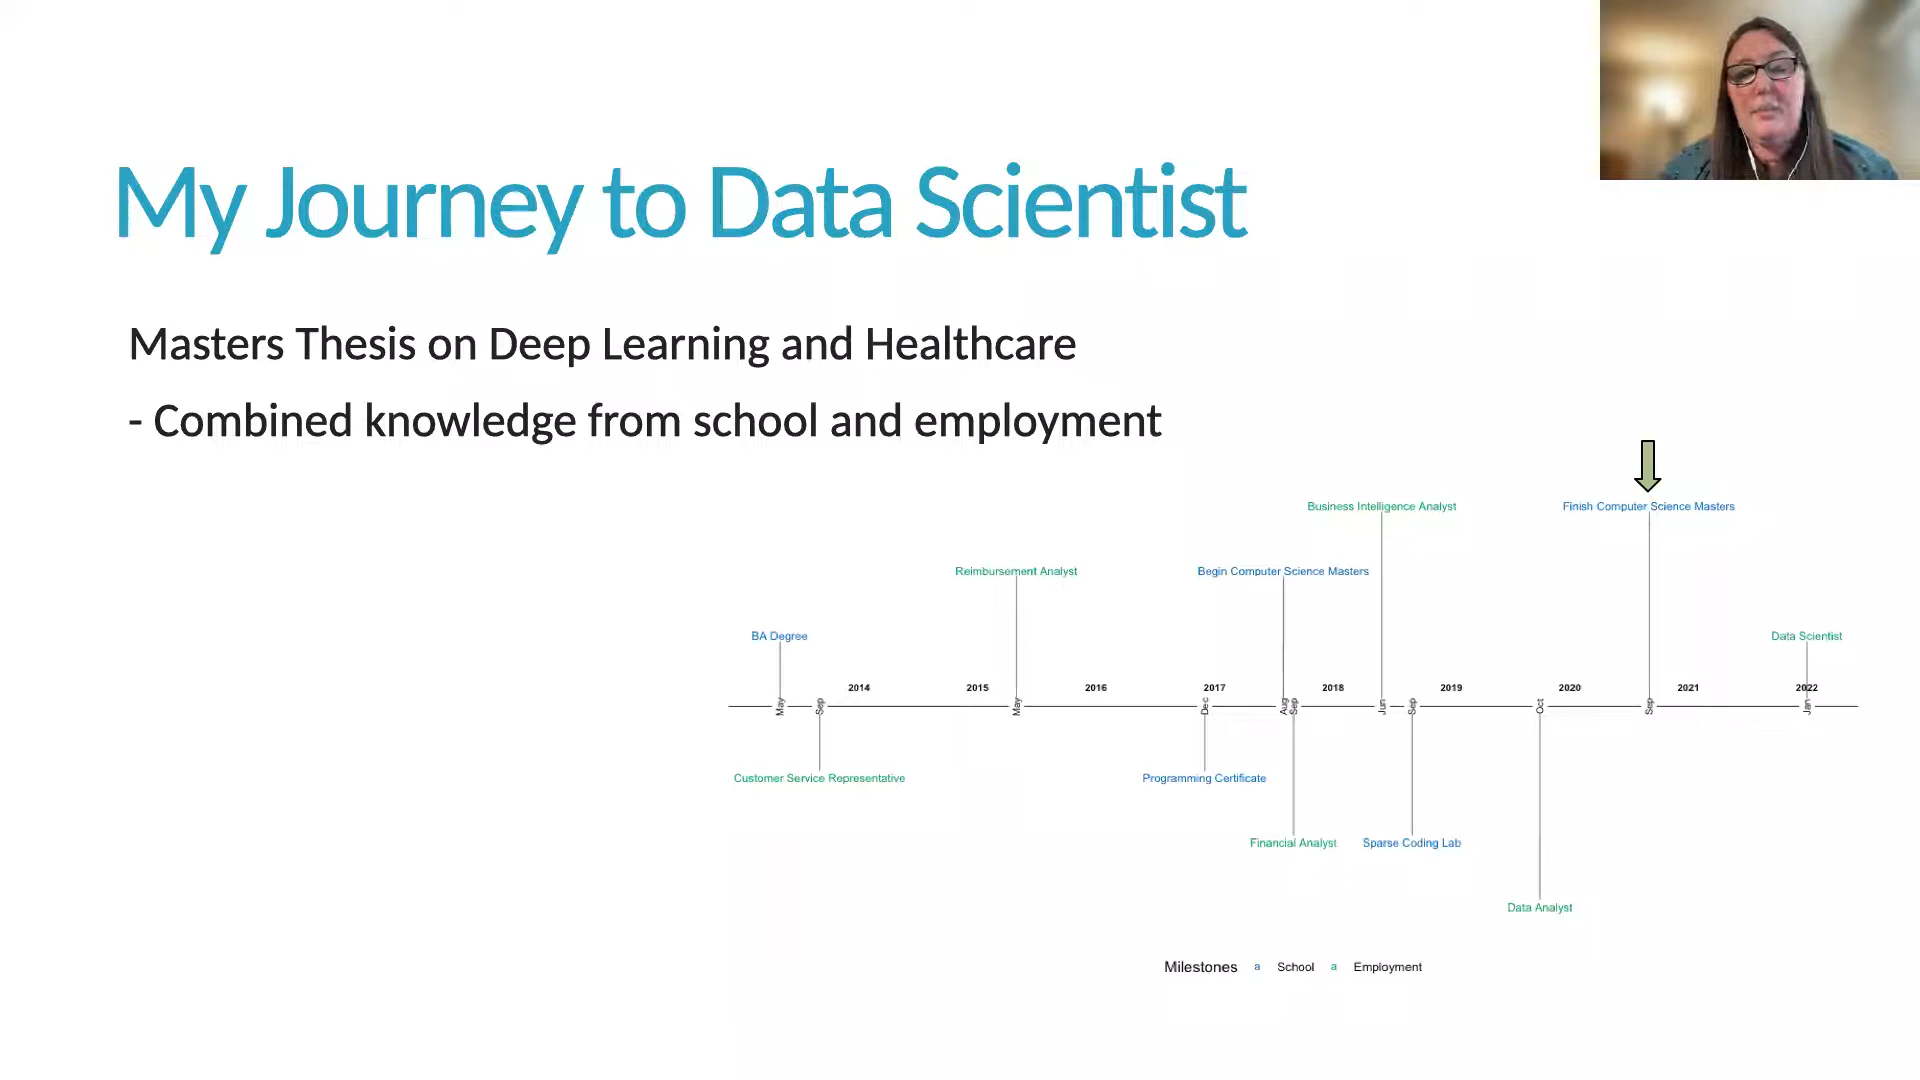 My Journey to Data Scientist
Masters Thesis on Deep Learning and Healthcare
- Combined knowledge from school and employment
Business Intelligence Analyst
Finish Computer Science Masters
Reimbursement Analyst
Begin Computer Science Masters
BA Degree
Data Scientist
2014
2015
2016
2017
2018
2019
2020
2021
2022
May
Sep
May
Dec
Aug
Sep
Jun
Sep
Oct
Sep
Jan
Customer Service Representative
Programming Certificate
Financial Analyst
Sparse Coding Lab
Data Analyst
Milestones a School a Employment